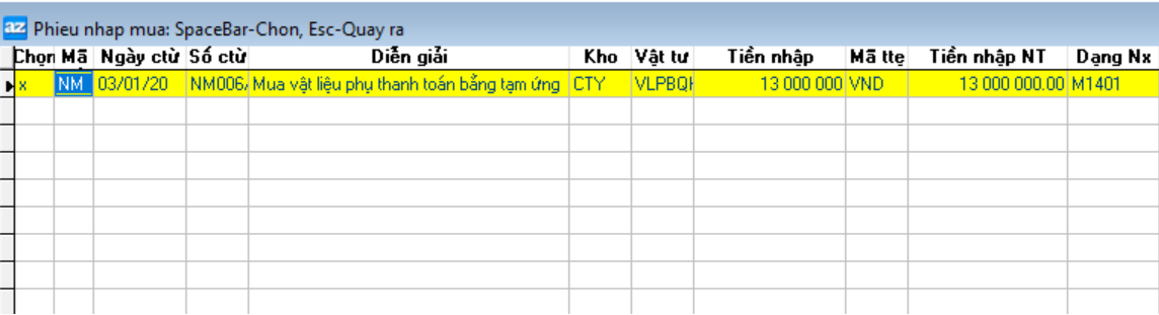 az Phieu nhap mua: SpaceBar-Chon, Esc-Quay ra
Chọn Mã Ngày ctừ Số ctừ Diễn giải Kho Vật tư Tiền nhập Mã ttẹ Tiền nhập NT Dạng Nx
x NM 03/01/20 NM006/ Mua vật liệu phụ thanh toán bằng tạm ứng CTY VLPBQH 13 000 000 VND 13 000 000.00 M1401